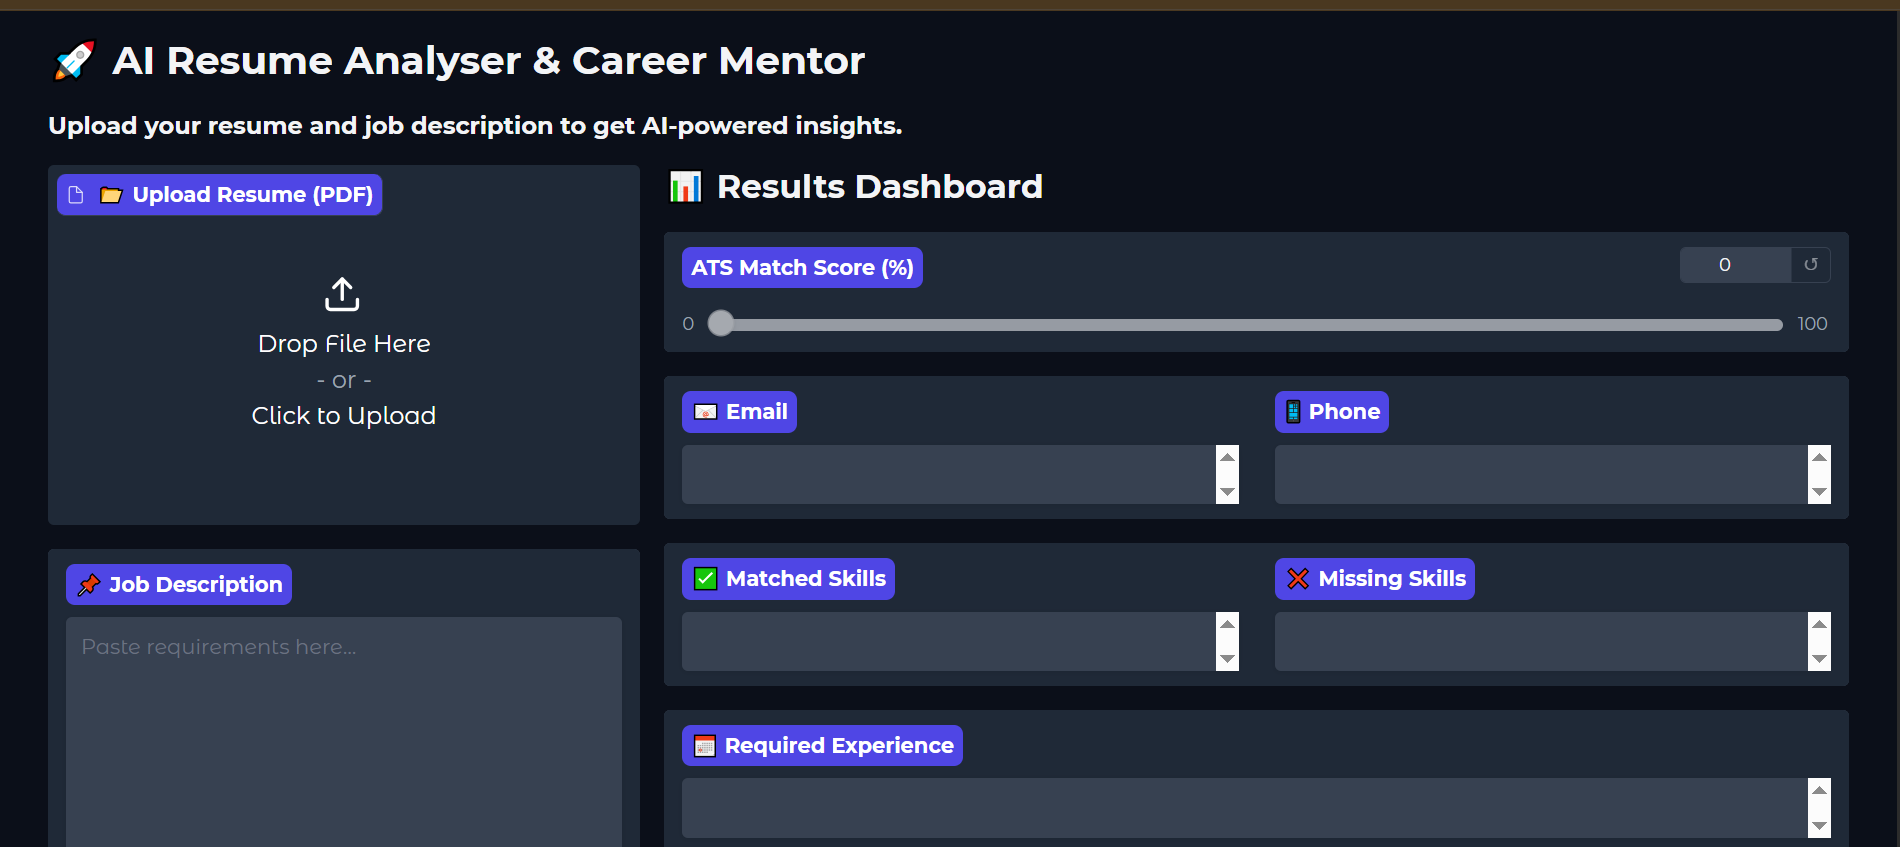 AI Resume Analyser & Career Mentor
Upload your resume and job description to get AI-powered insights.
Upload Resume (PDF)
Drop File Here
- or -
Click to Upload
Job Description
Paste requirements here...
Results Dashboard
ATS Match Score (%)
0
0
100
Email
Phone
Matched Skills
Missing Skills
Required Experience